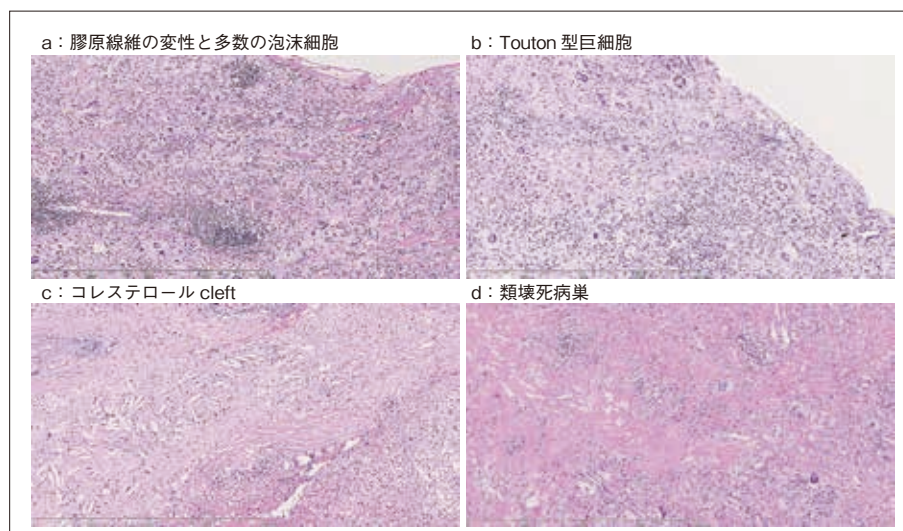 a：膠原線維の変性と多数の泡沫細胞
b：Touton 型巨細胞
c：コレステロール cleft
d：類壊死病巣